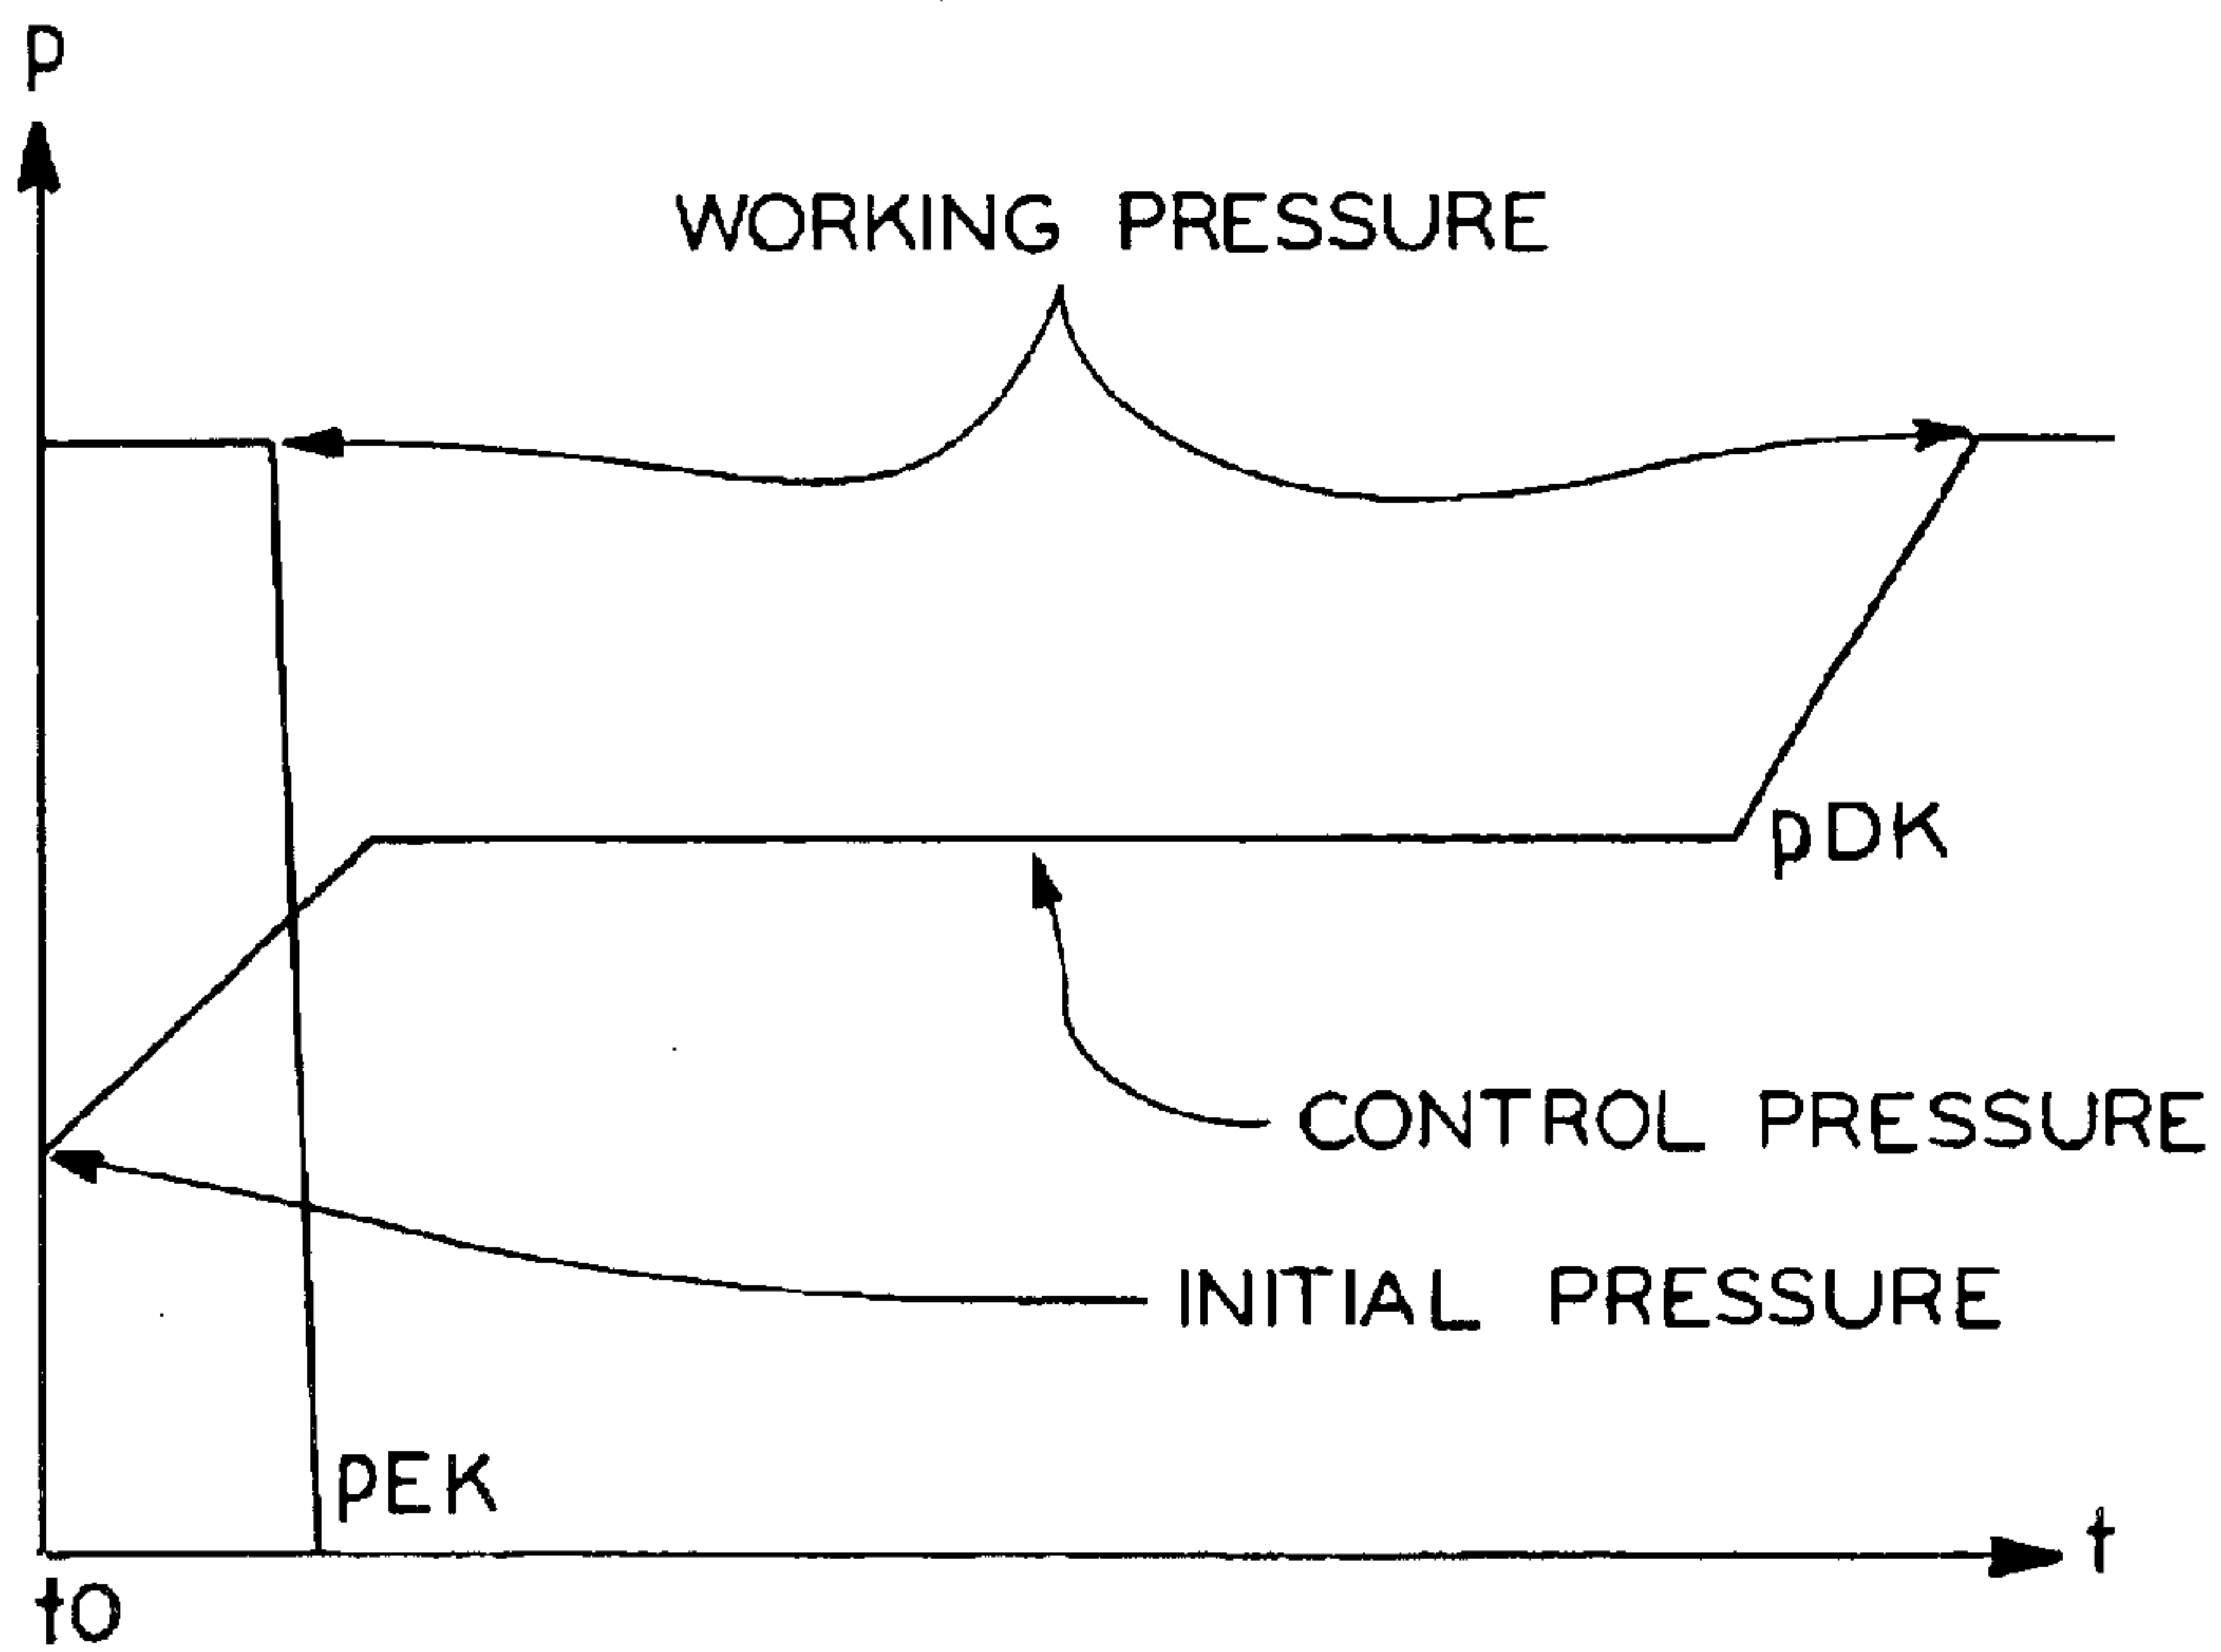 p
WORKING PRESSURE
pDK
CONTROL PRESSURE
INITIAL PRESSURE
pEK
t
to